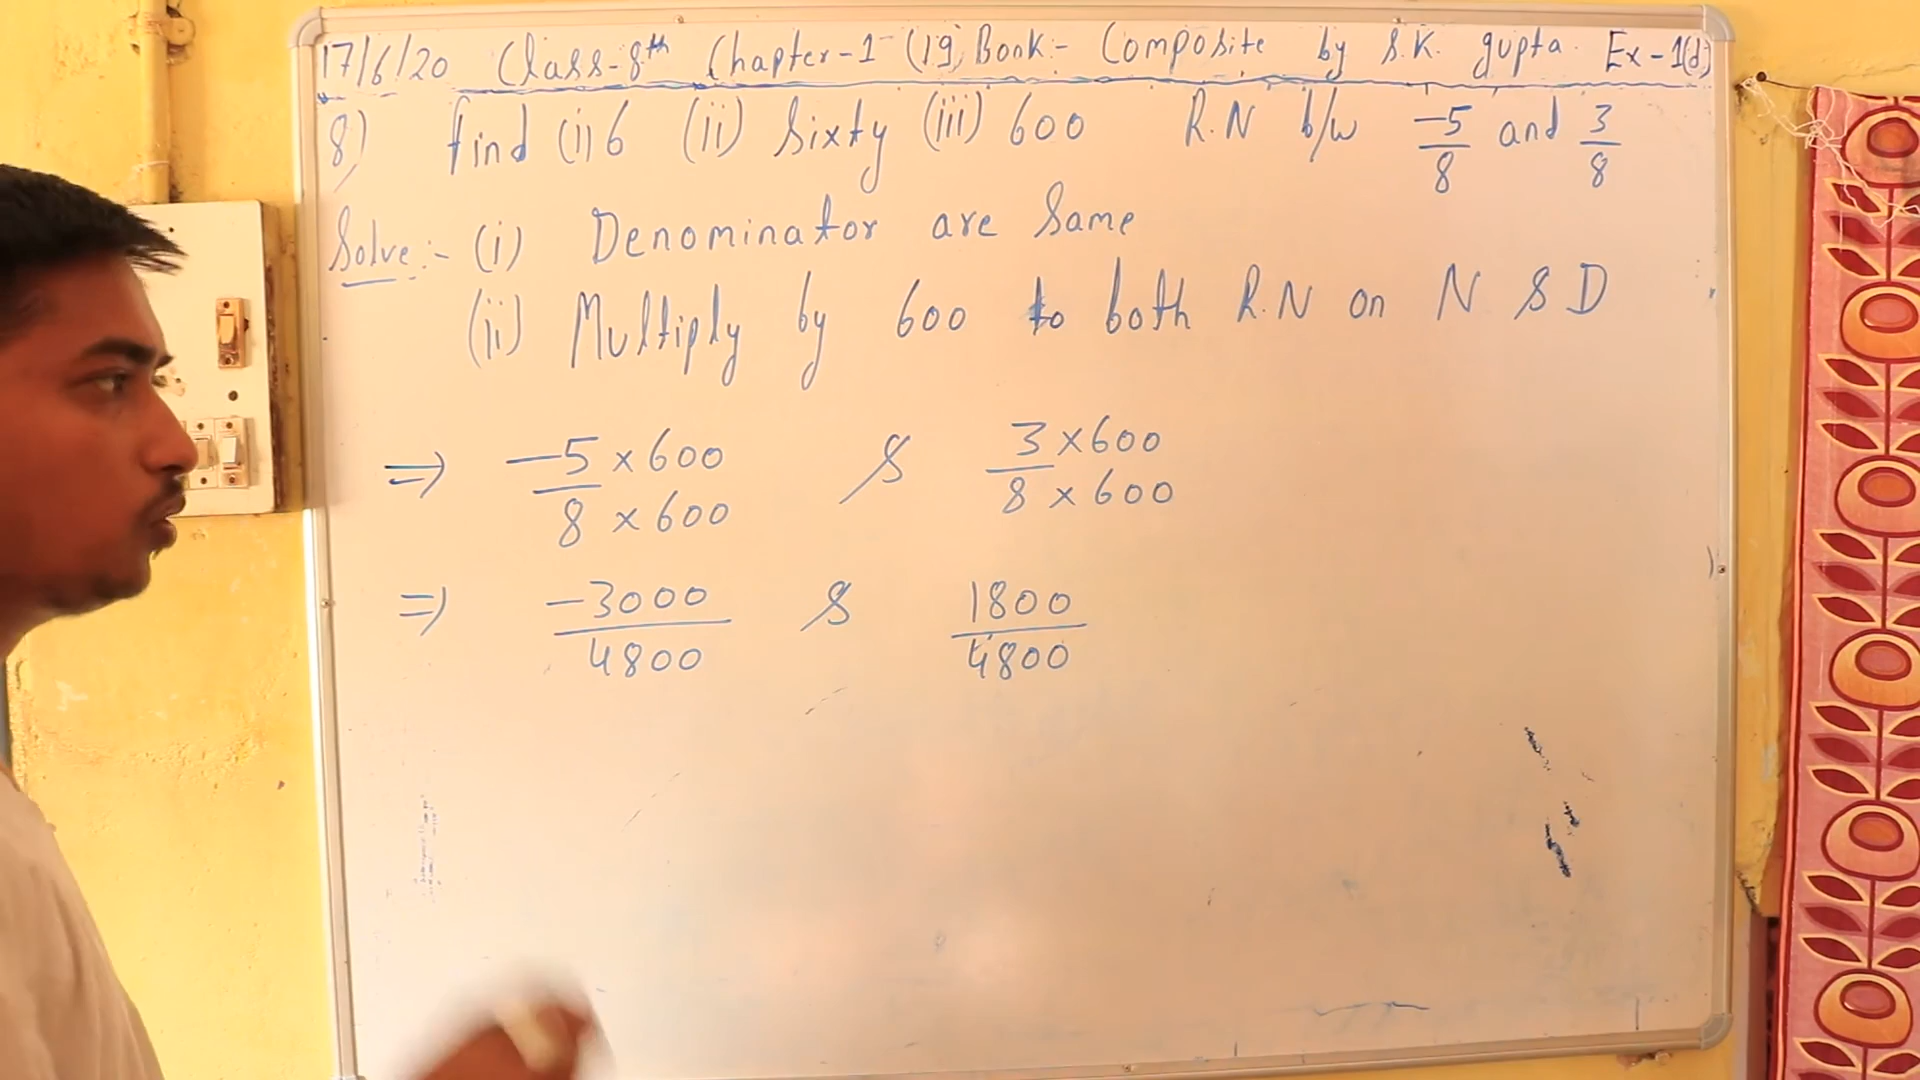 17/6/20 Class-8th Chapter-1 (19) Book:- Composite by S.K. gupta. Ex-1(d)
8) find (i) 6 (ii) Sixty (iii) 600 R.N b/w -5/8 and 3/8
Solve:- (i) Denominator are Same
(ii) Multiply by 600 to both R.N on N & D
⇒ -5×600/8×600 & 3×600/8×600
⇒ -3000/4800 & 1800/4800